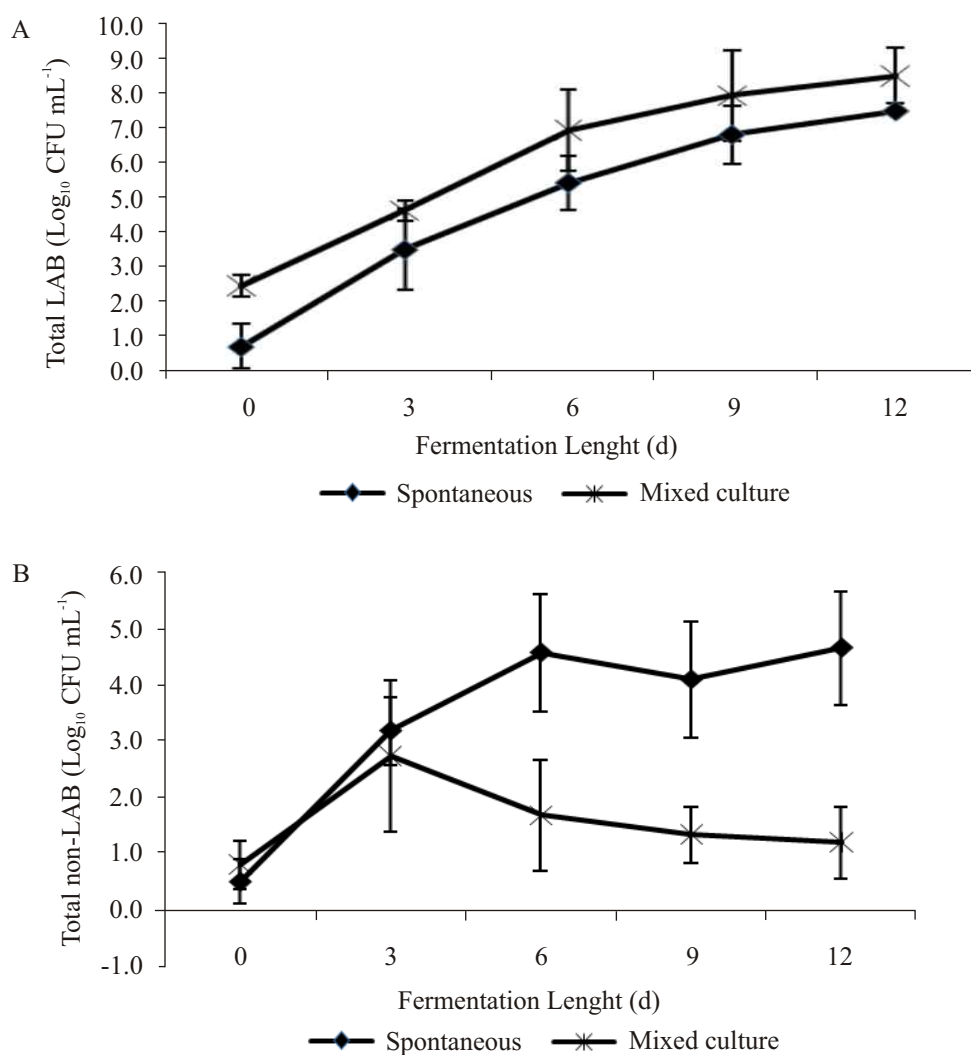 A
10.0
9.0
8.0
7.0
6.0
5.0
4.0
3.0
2.0
1.0
0.0
Total LAB (Log₁₀ CFU mL⁻¹)
0 3 6 9 12
Fermentation Lenght (d)
Spontaneous Mixed culture
B
6.0
5.0
4.0
3.0
2.0
1.0
0.0
-1.0
Total non-LAB (Log₁₀ CFU mL⁻¹)
0 3 6 9 12
Fermentation Lenght (d)
Spontaneous Mixed culture